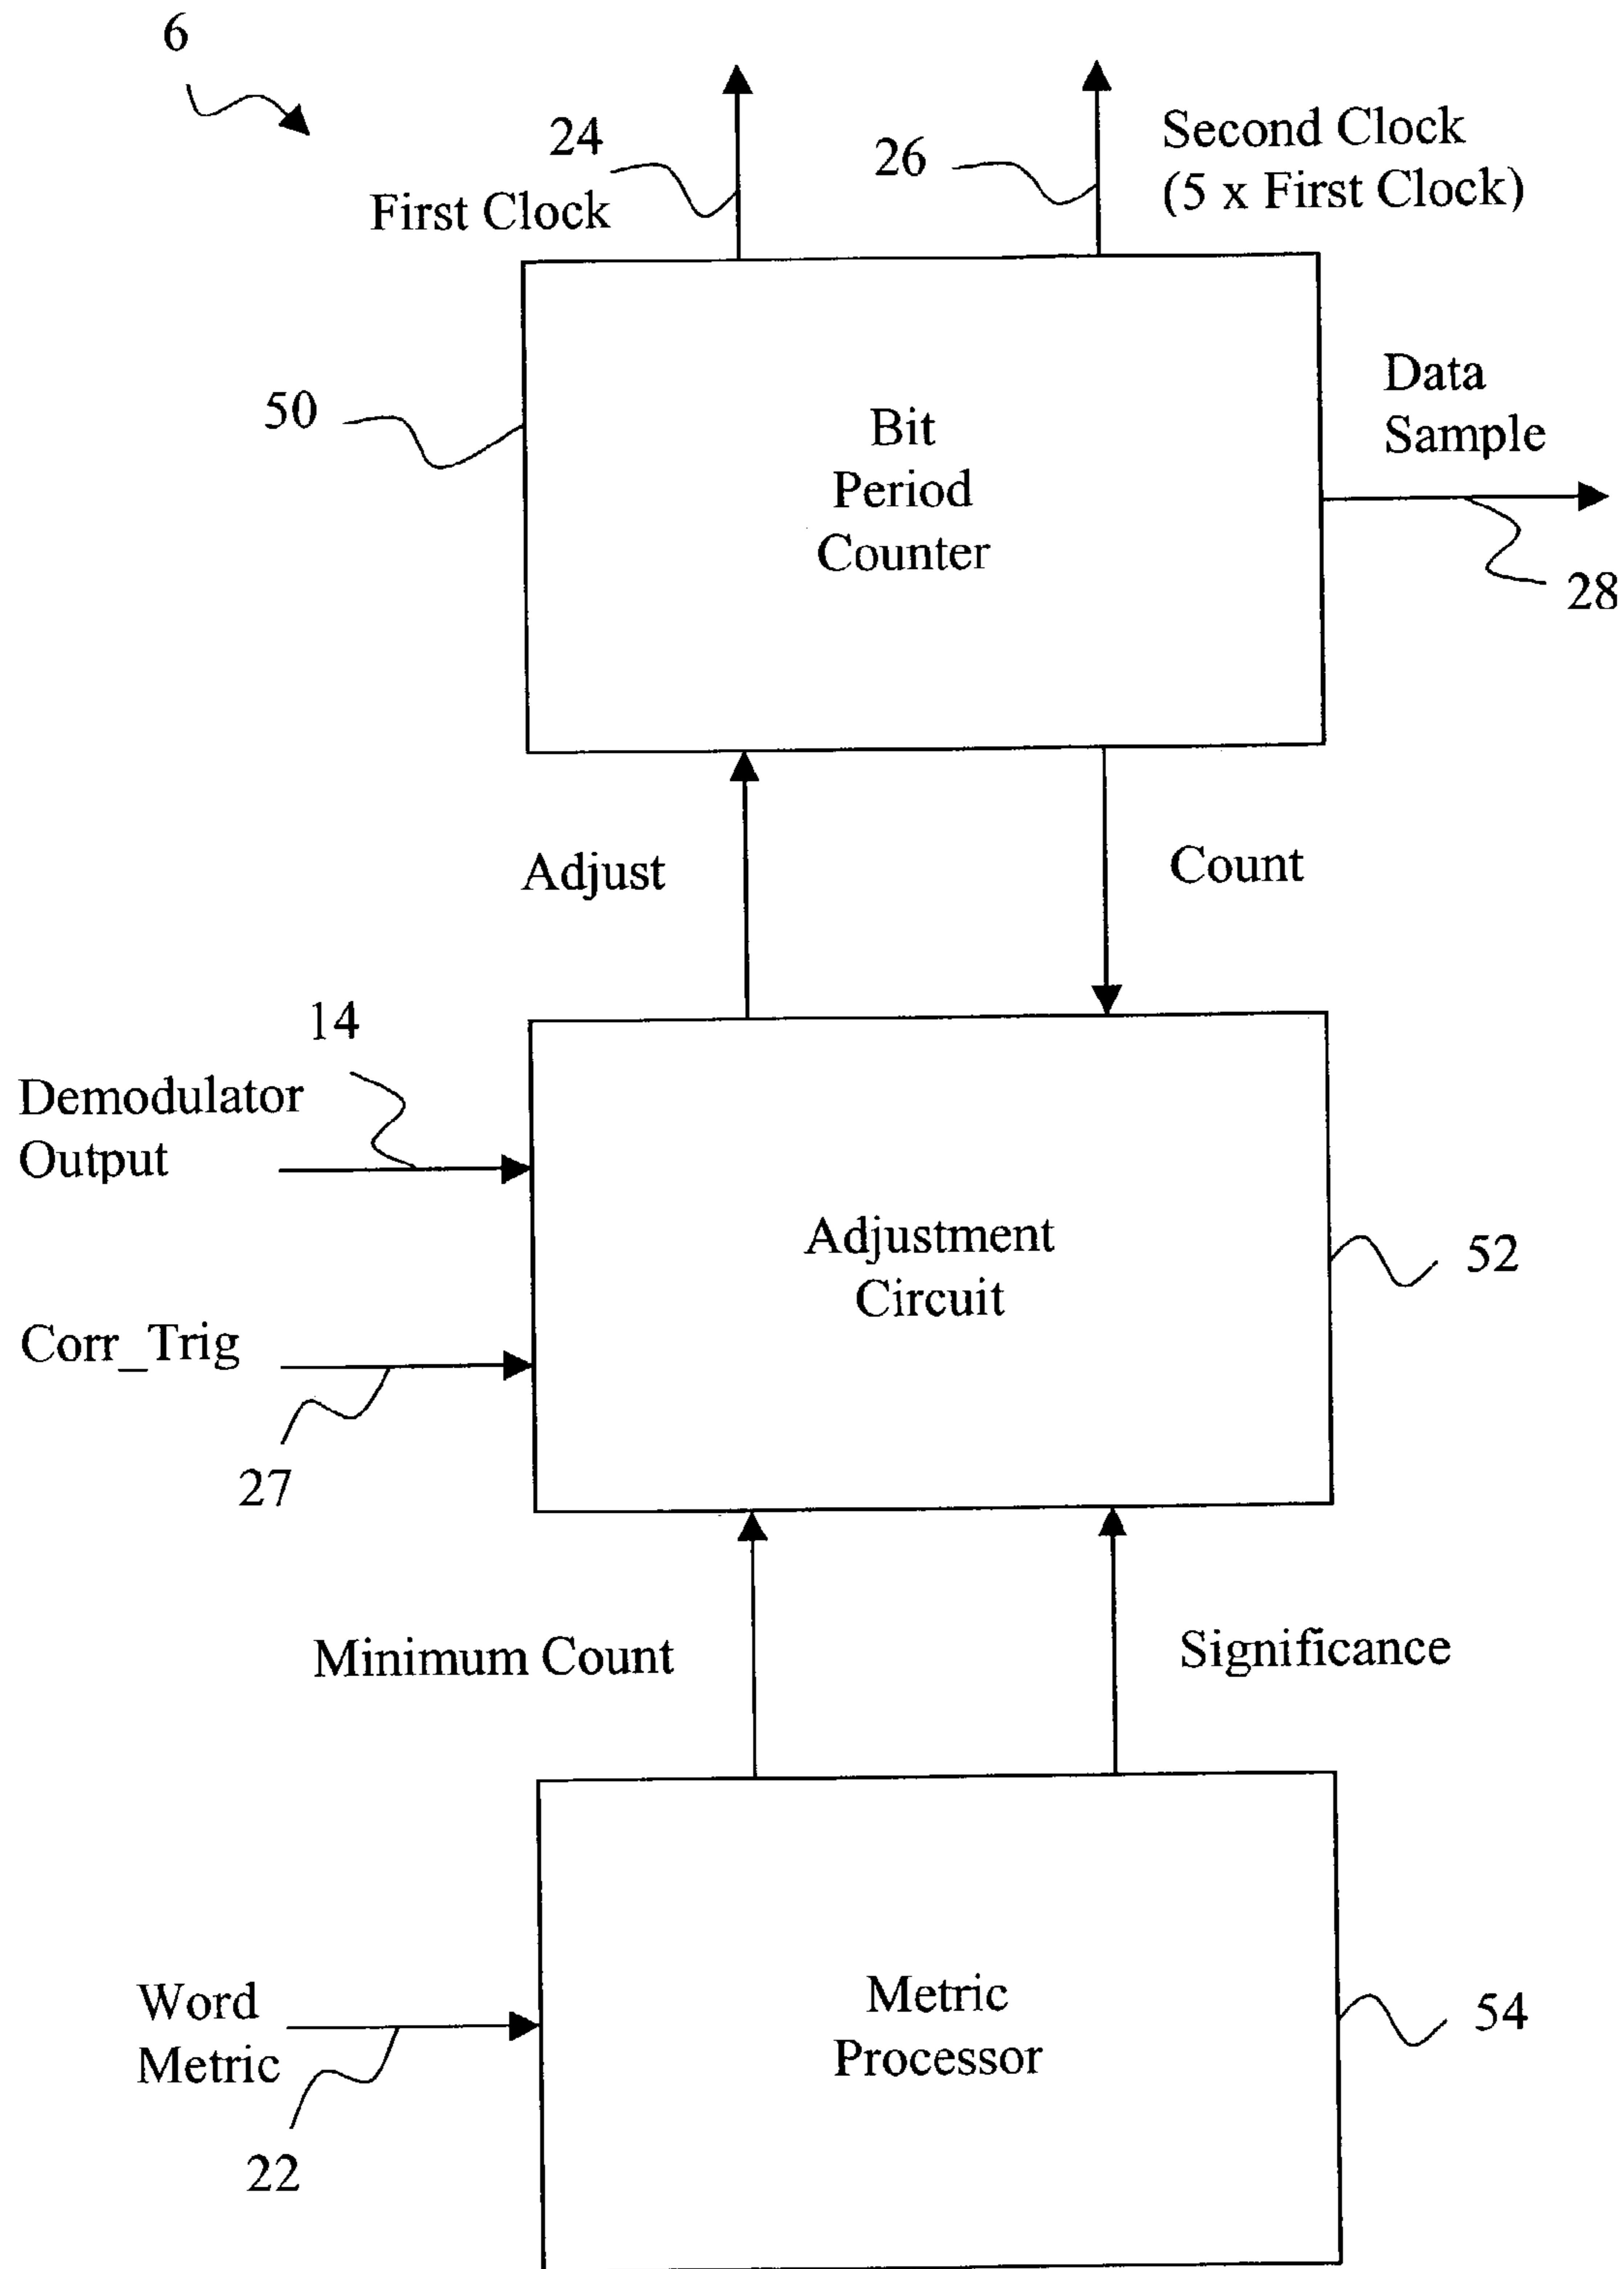 6
24
First Clock
26
Second Clock
(5 x First Clock)
50
Bit
Period
Counter
Data
Sample
28
Adjust
Count
14
Demodulator
Output
Corr_Trig
27
Adjustment
Circuit
52
Minimum Count
Significance
Word
Metric
22
Metric
Processor
54